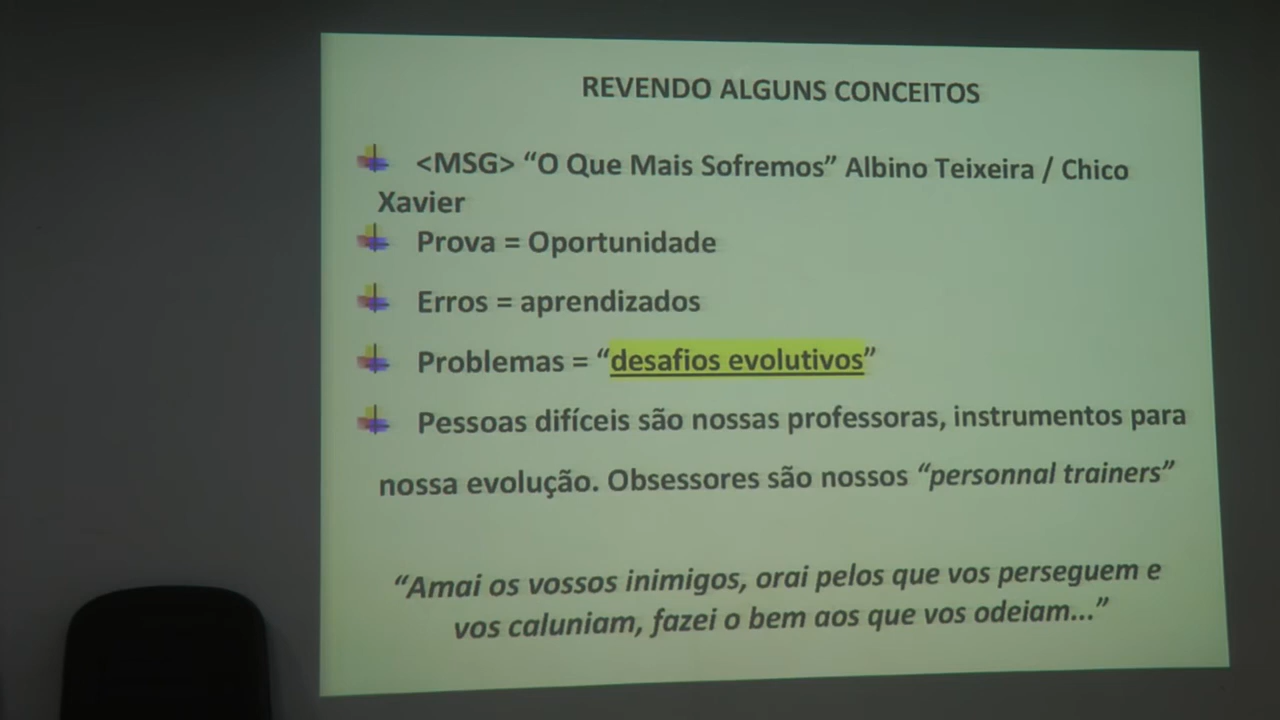 REVENDO ALGUNS CONCEITOS
<MSG> “O Que Mais Sofremos” Albino Teixeira / Chico
Xavier
Prova = Oportunidade
Erros = aprendizados
Problemas = “desafios evolutivos”
Pessoas difíceis são nossas professoras, instrumentos para
nossa evolução. Obsessores são nossos “personnal trainers”
“Amai os vossos inimigos, orai pelos que vos perseguem e
vos caluniam, fazei o bem aos que vos odeiam...”